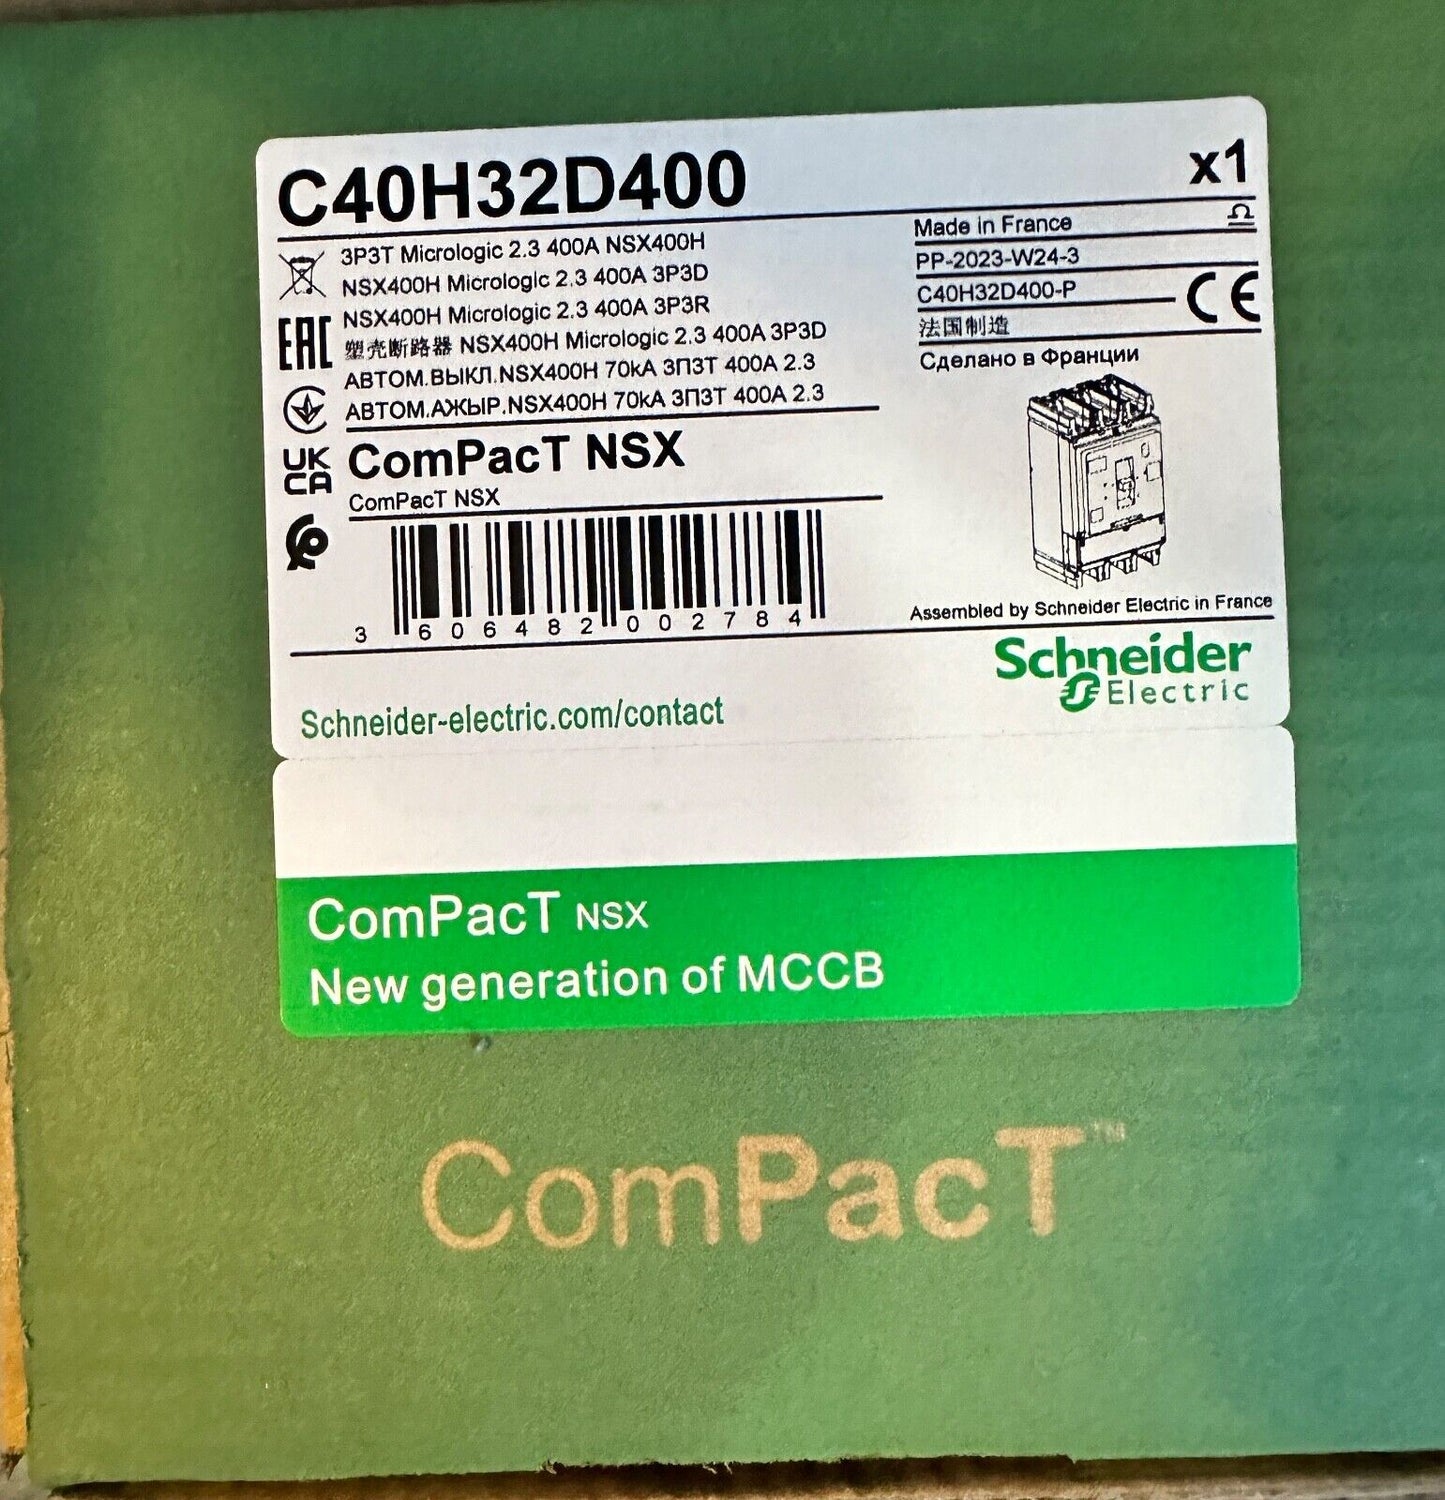 C40H32D400
x1
3P3T Micrologic 2.3 400A NSX400H
NSX400H Micrologic 2.3 400A 3P3D
NSX400H Micrologic 2.3 400A 3P3R
塑壳断路器 NSX400H Micrologic 2.3 400A 3P3D
АВТОМ.ВЫКЛ.NSX400H 70kA 3П3Т 400A 2.3
АВТОМ.АЖЫР.NSX400H 70kA 3П3Т 400A 2.3
Made in France
PP-2023-W24-3
C40H32D400-P
法国制造
Сделано в Франции
CE
EAC
UK
CA
ComPacT NSX
ComPacT NSX
3 606482 002784
Assembled by Schneider Electric in France
Schneider
Electric
Schneider-electric.com/contact
ComPacT NSX
New generation of MCCB
ComPacT™